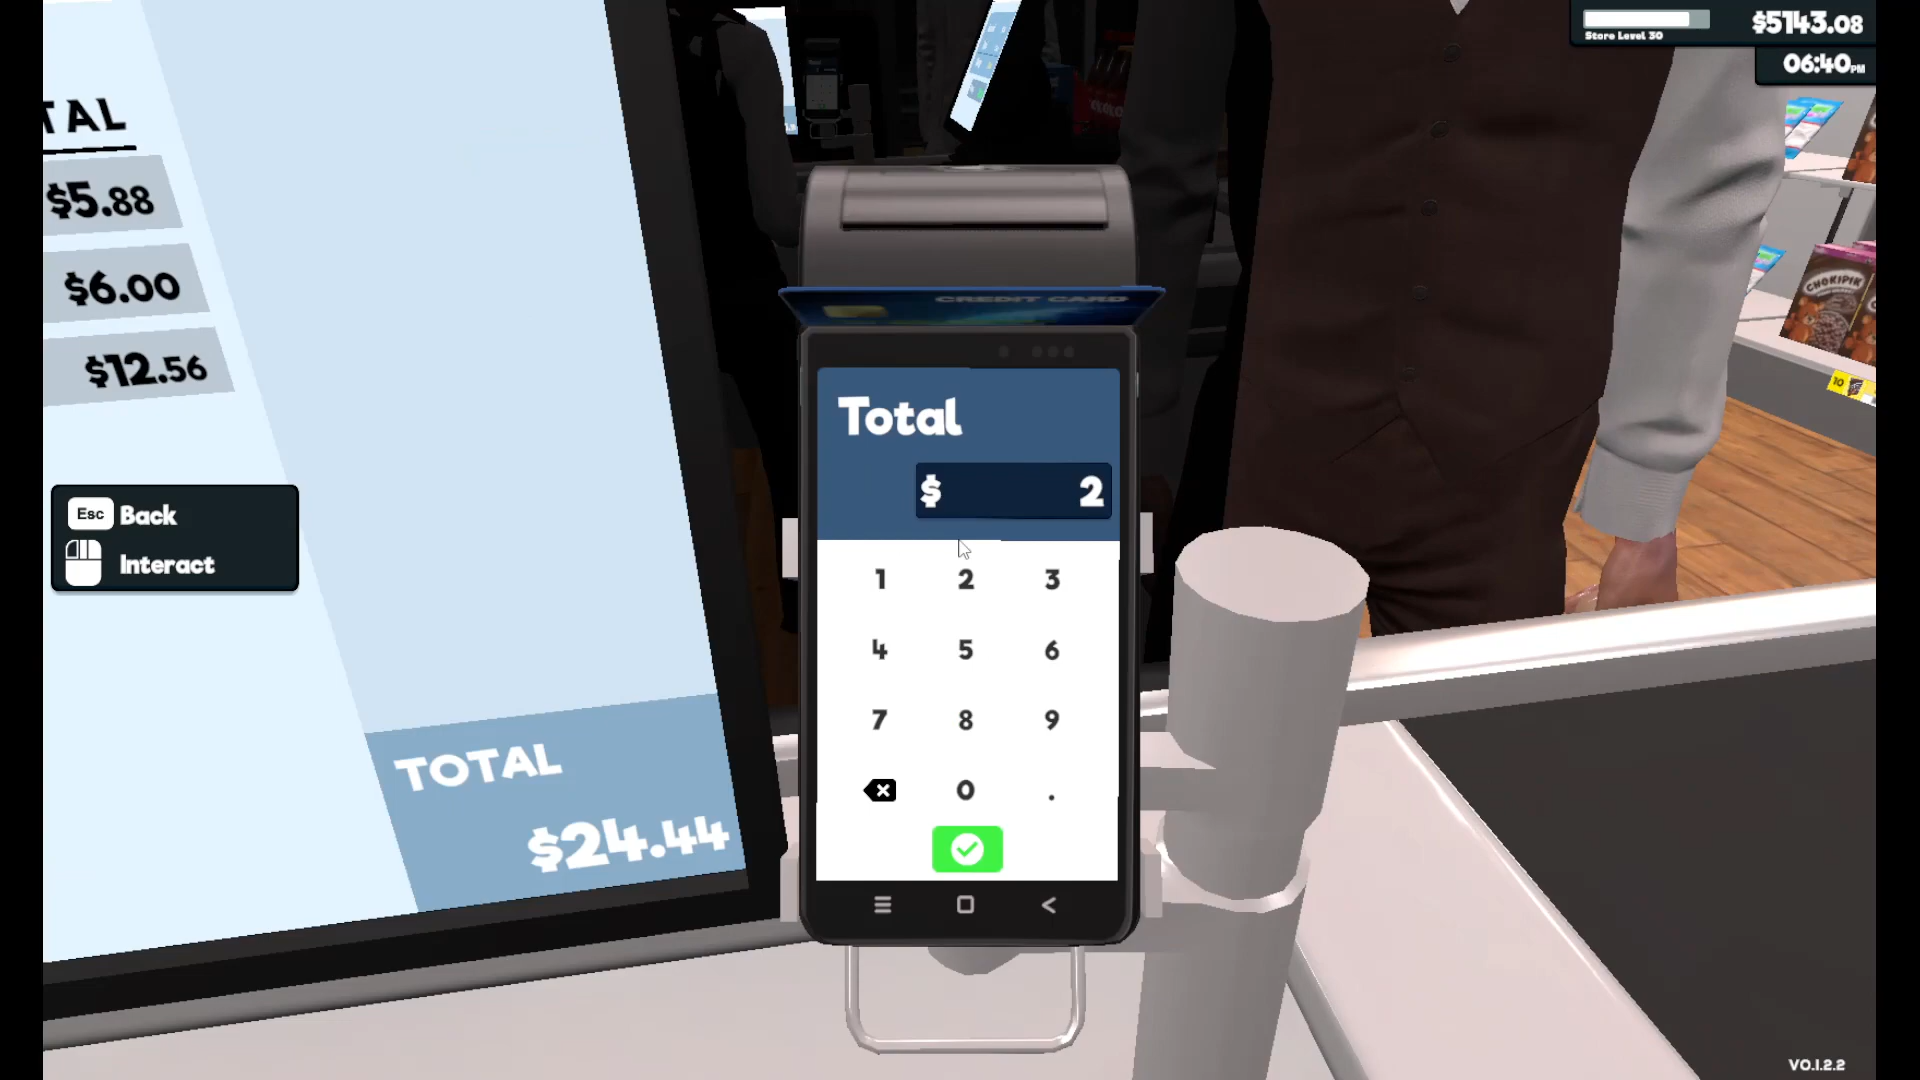 TAL
$5.88
$6.00
$12.56
TOTAL
$24.44
Esc Back
Interact
CREDIT CARD
Total
$ 2
1 2 3
4 5 6
7 8 9
0 .
$5143.08
Store Level 30
06:40PM
CHOKIPIK
10
V0.1.2.2